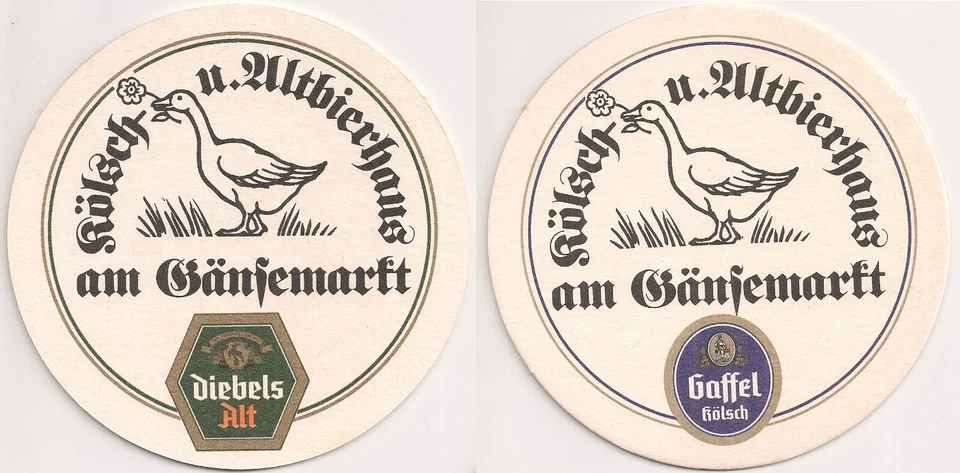 Kölsch u. Altbierhaus
am Gänsemarkt
diebels
Alt
Kölsch u. Altbierhaus
am Gänsemarkt
Gaffel
Kölsch